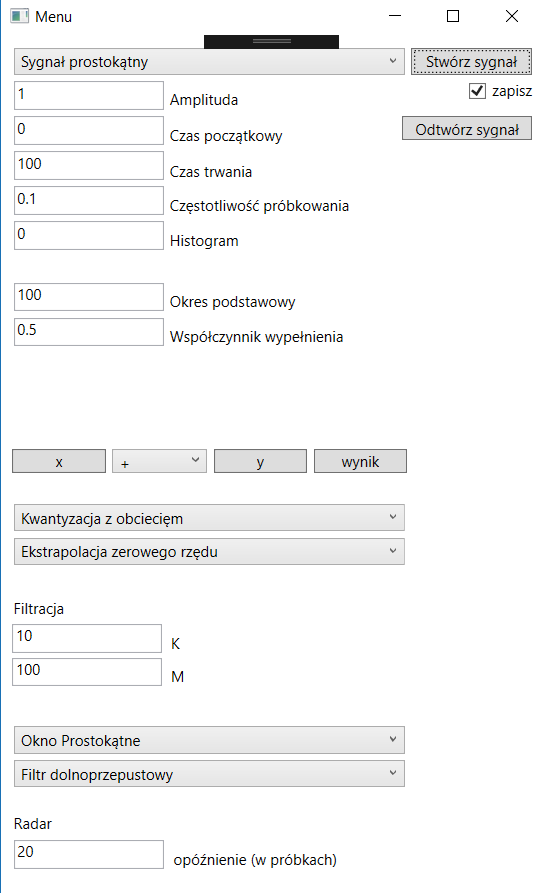 Menu
Sygnał prostokątny
Stwórz sygnał
1
Amplituda
zapisz
0
Czas początkowy
Odtwórz sygnał
100
Czas trwania
0.1
Częstotliwość próbkowania
0
Histogram
100
Okres podstawowy
0.5
Współczynnik wypełnienia
x
+
y
wynik
Kwantyzacja z obcięcięm
Ekstrapolacja zerowego rzędu
Filtracja
10
K
100
M
Okno Prostokątne
Filtr dolnoprzepustowy
Radar
20
opóźnienie (w próbkach)